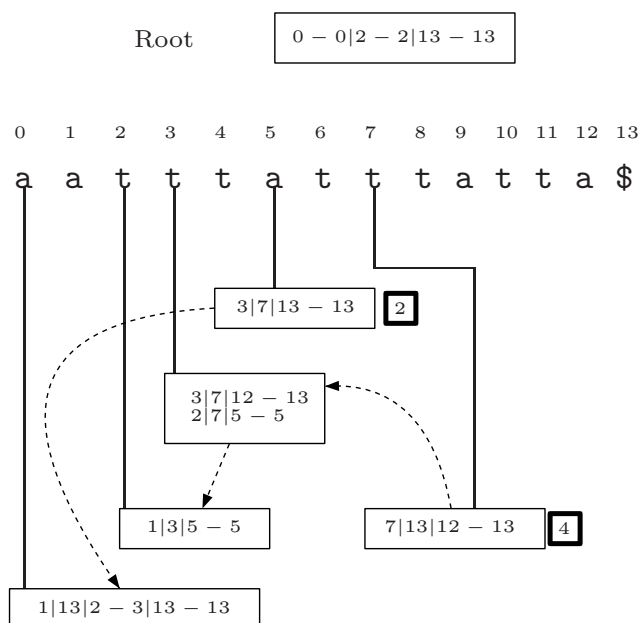 Root 0 − 0|2 − 2|13 − 13
0 1 2 3 4 5 6 7 8 9 10 11 12 13
a a t t t a t t t a t t a $
3|7|13 − 13 2
3|7|12 − 13
2|7|5 − 5
1|3|5 − 5 7|13|12 − 13 4
1|13|2 − 3|13 − 13